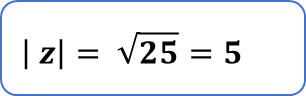 | z| = √25 = 5